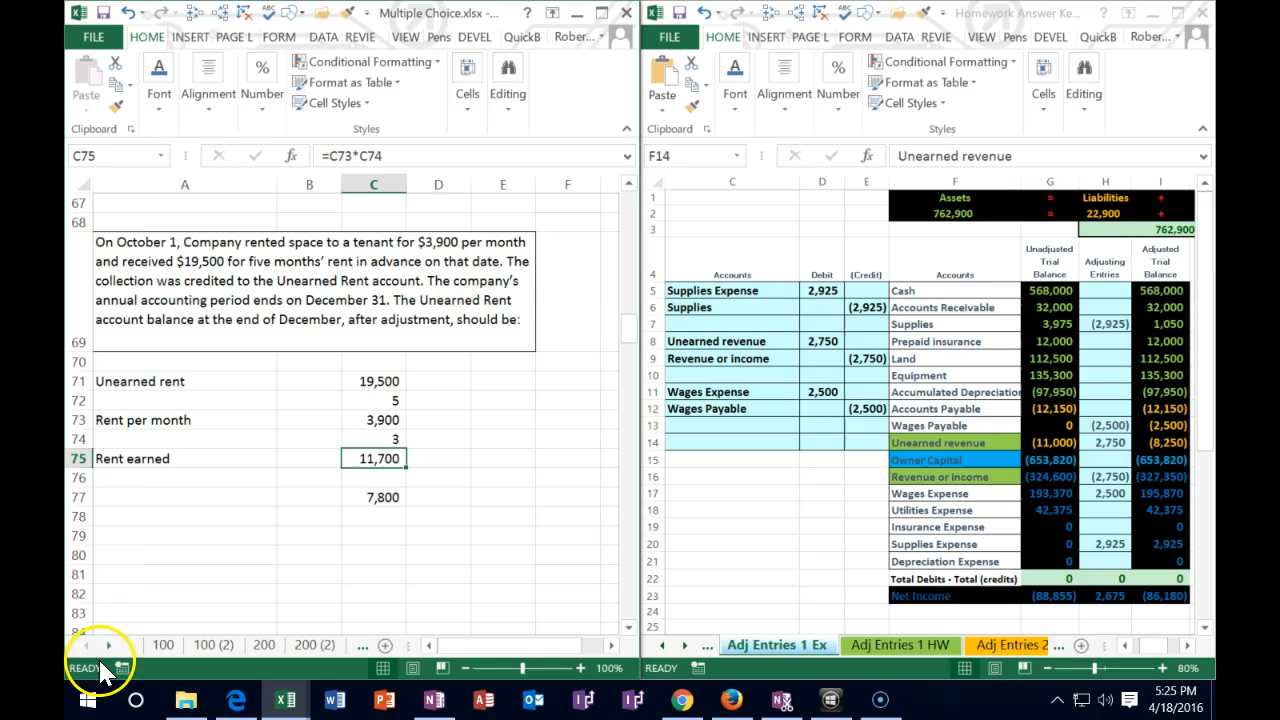 Multiple Choice.xlsx -...
FILE HOME INSERT PAGE L FORM DATA REVIE VIEW Pens DEVEL QuickB Rober...
Paste Font Alignment Number Conditional Formatting Format as Table Cell Styles Cells Editing
Clipboard Styles
C75 fx =C73*C74
A B C D E F
67
68
On October 1, Company rented space to a tenant for $3,900 per month
and received $19,500 for five months' rent in advance on that date. The
collection was credited to the Unearned Rent account. The company's
annual accounting period ends on December 31. The Unearned Rent
account balance at the end of December, after adjustment, should be:
69
70
71 Unearned rent 19,500
72 5
73 Rent per month 3,900
74 3
75 Rent earned 11,700
76
77 7,800
78
79
80
81
82
83
84
100 100 (2) 200 200 (2) ...
READY 100%
Homework Answer Ke...
FILE HOME INSERT PAGE L FORM DATA REVIE VIEW Pens DEVEL QuickB Rober...
Paste Font Alignment Number Conditional Formatting Format as Table Cell Styles Cells Editing
Clipboard Styles
F14 fx Unearned revenue
C D E F G H I
1 Assets = Liabilities +
2 762,900 = 22,900 +
3 762,900
4 Accounts Debit (Credit) Accounts Unadjusted Trial Balance Adjusting Entries Adjusted Trial Balance
5 Supplies Expense 2,925 Cash 568,000 568,000
6 Supplies (2,925) Accounts Receivable 32,000 32,000
7 Supplies 3,975 (2,925) 1,050
8 Unearned revenue 2,750 Prepaid insurance 12,000 12,000
9 Revenue or income (2,750) Land 112,500 112,500
10 Equipment 135,300 135,300
11 Wages Expense 2,500 Accumulated Depreciation (97,950) (97,950)
12 Wages Payable (2,500) Accounts Payable (12,150) (12,150)
13 Wages Payable 0 (2,500) (2,500)
14 Unearned revenue (11,000) 2,750 (8,250)
15 Owner Capital (653,820) (653,820)
16 Revenue or income (324,600) (2,750) (327,350)
17 Wages Expense 193,370 2,500 195,870
18 Utilities Expense 42,375 42,375
19 Insurance Expense 0 0
20 Supplies Expense 0 2,925 2,925
21 Depreciation Expense 0 0
22 Total Debits - Total (credits) 0 0 0
23 Net Income (88,855) 2,675 (86,180)
24
25
... Adj Entries 1 Ex Adj Entries 1 HW Adj Entries 2 ...
READY 80%
5:25 PM
4/18/2016